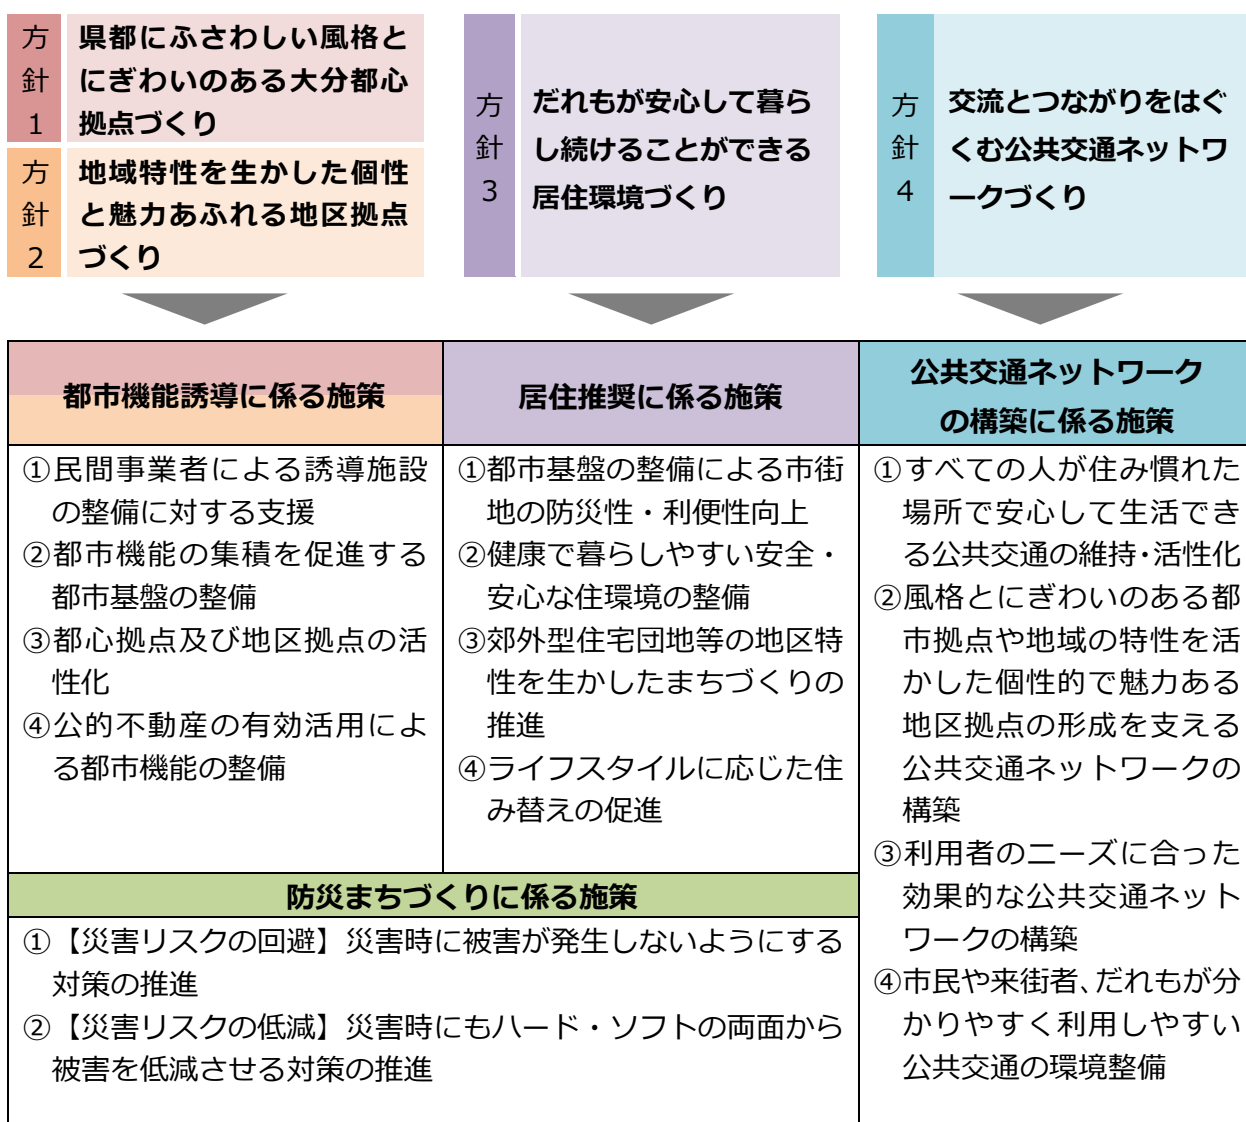 方針1
県都にふさわしい風格と
にぎわいのある大分都心
拠点づくり
方針2
地域特性を生かした個性
と魅力あふれる地区拠点
づくり
方針3
だれもが安心して暮ら
し続けることができる
居住環境づくり
方針4
交流とつながりをはぐ
くむ公共交通ネットワ
ークづくり
都市機能誘導に係る施策
①民間事業者による誘導施設
の整備に対する支援
②都市機能の集積を促進する
都市基盤の整備
③都心拠点及び地区拠点の活
性化
④公的不動産の有効活用によ
る都市機能の整備
居住推奨に係る施策
①都市基盤の整備による市街
地の防災性・利便性向上
②健康で暮らしやすい安全・
安心な住環境の整備
③郊外型住宅団地等の地区特
性を生かしたまちづくりの
推進
④ライフスタイルに応じた住
み替えの促進
公共交通ネットワーク
の構築に係る施策
①すべての人が住み慣れた
場所で安心して生活でき
る公共交通の維持・活性化
②風格とにぎわいのある都
市拠点や地域の特性を活
かした個性的で魅力ある
地区拠点の形成を支える
公共交通ネットワークの
構築
③利用者のニーズに合った
効果的な公共交通ネット
ワークの構築
④市民や来街者、だれもが分
かりやすく利用しやすい
公共交通の環境整備
防災まちづくりに係る施策
①【災害リスクの回避】災害時に被害が発生しないようにする
対策の推進
②【災害リスクの低減】災害時にもハード・ソフトの両面から
被害を低減させる対策の推進